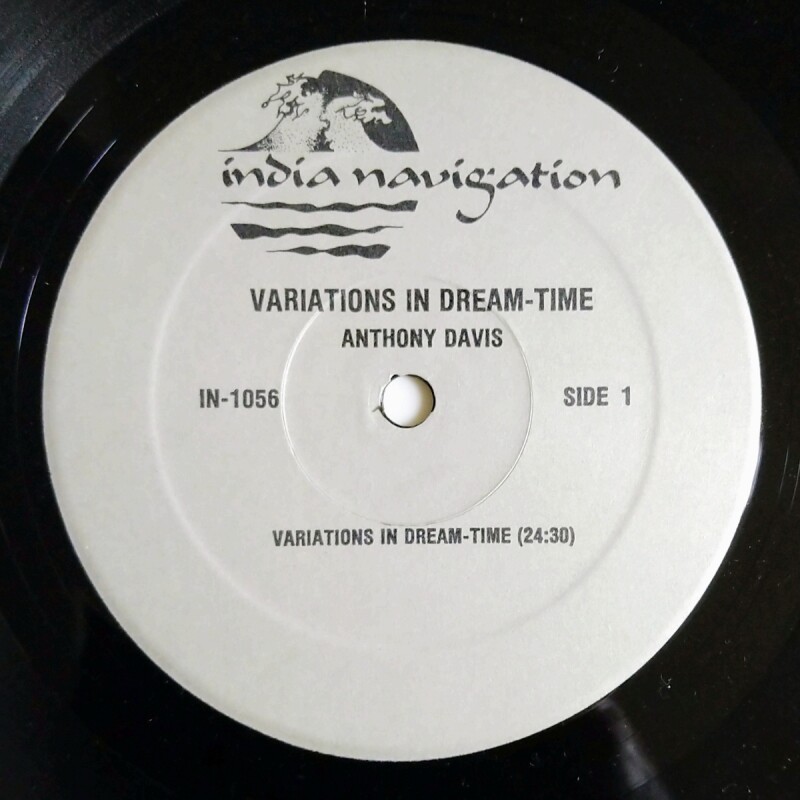 india navigation
VARIATIONS IN DREAM-TIME
ANTHONY DAVIS
IN-1056
SIDE 1
VARIATIONS IN DREAM-TIME (24:30)